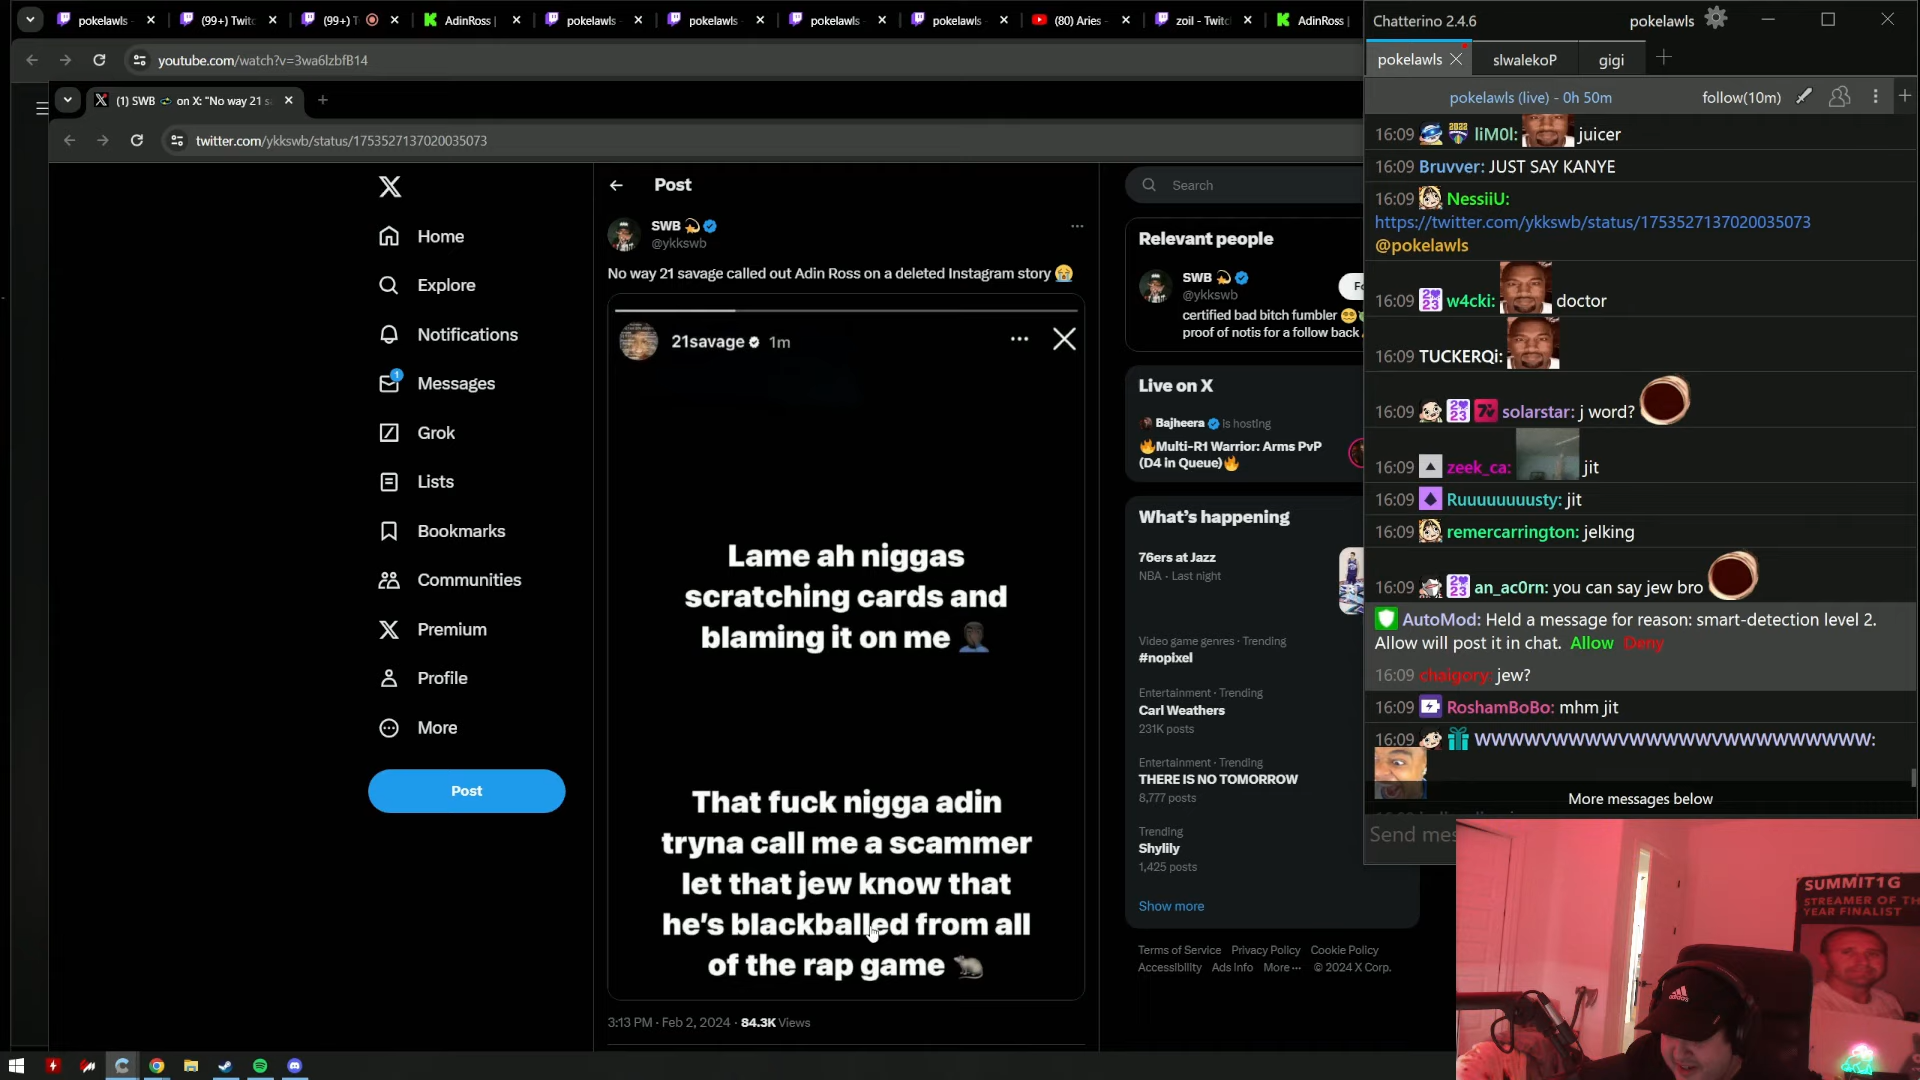 pokelawls
(99+) Twitc
(99+) T
AdinRoss |
pokelawls
pokelawls
pokelawls
pokelawls
(80) Aries -
zoil - Twitc
AdinRoss |
youtube.com/watch?v=3wa6lzbfB14
(1) SWB on X: "No way 21 s
twitter.com/ykkswb/status/1753527137020035073
Home
Explore
Notifications
1
Messages
Grok
Lists
Bookmarks
Communities
Premium
Profile
More
Post
Post
SWB
@ykkswb
No way 21 savage called out Adin Ross on a deleted Instagram story
21savage 1m
Lame ah niggas
scratching cards and
blaming it on me
That fuck nigga adin
tryna call me a scammer
let that jew know that
he's blackballed from all
of the rap game
3:13 PM · Feb 2, 2024 · 84.3K Views
Search
Relevant people
SWB
@ykkswb
certified bad bitch fumbler
proof of notis for a follow back
Live on X
Bajheera is hosting
Multi-R1 Warrior: Arms PvP
(D4 in Queue)
What's happening
76ers at Jazz
NBA · Last night
Video game genres · Trending
#nopixel
Entertainment · Trending
Carl Weathers
231K posts
Entertainment · Trending
THERE IS NO TOMORROW
8,777 posts
Trending
Shylily
1,425 posts
Show more
Terms of Service Privacy Policy Cookie Policy
Accessibility Ads info More··· © 2024 X Corp.
Chatterino 2.4.6
pokelawls
pokelawls
slwalekoP
gigi
pokelawls (live) - 0h 50m
follow(10m)
16:09 liM0l: juicer
16:09 Bruvver: JUST SAY KANYE
16:09 NessiiU:
https://twitter.com/ykkswb/status/1753527137020035073
@pokelawls
16:09 w4cki: doctor
16:09 TUCKERQi:
16:09 solarstar: j word?
16:09 zeek_ca: jit
16:09 Ruuuuuuuusty: jit
16:09 remercarrington: jelking
16:09 an_ac0rn: you can say jew bro
AutoMod: Held a message for reason: smart-detection level 2.
Allow will post it in chat. Allow Deny
16:09 chaigory: jew?
16:09 RoshamBoBo: mhm jit
16:09
More messages below
Send mes
SUMMIT1G
STREAMER OF THE
YEAR FINALIST